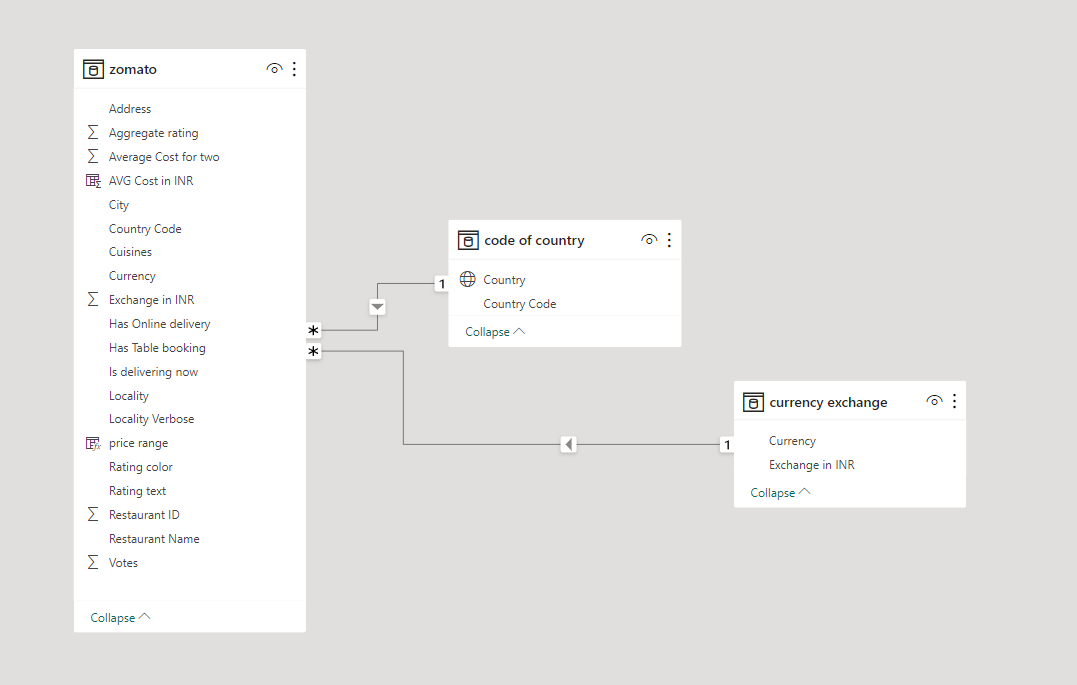 zomato
Address
Aggregate rating
Average Cost for two
AVG Cost in INR
City
Country Code
Cuisines
Currency
Exchange in INR
Has Online delivery
Has Table booking
Is delivering now
Locality
Locality Verbose
price range
Rating color
Rating text
Restaurant ID
Restaurant Name
Votes
Collapse
*
*
1
code of country
Country
Country Code
Collapse
1
currency exchange
Currency
Exchange in INR
Collapse